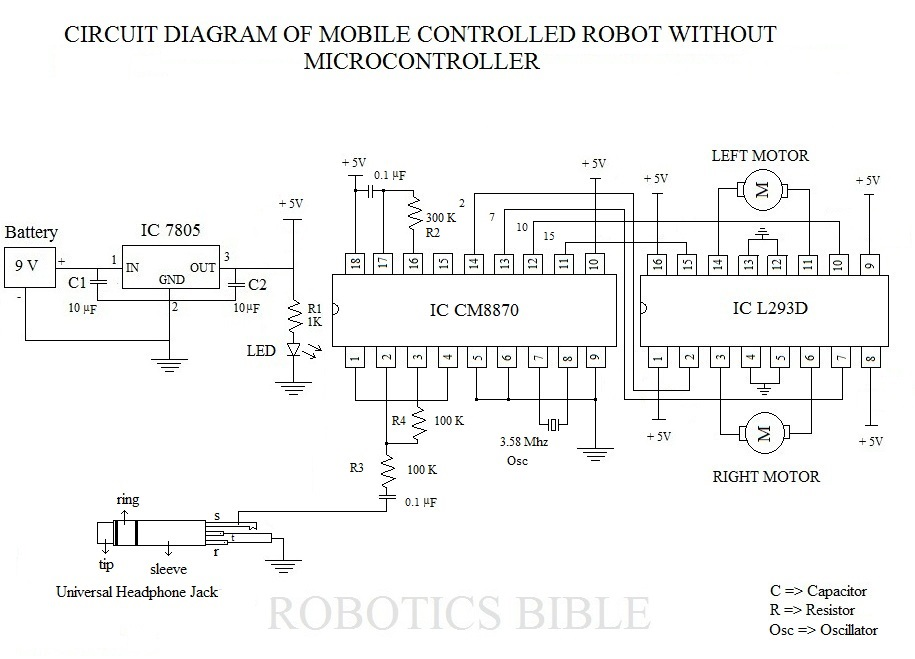 CIRCUIT DIAGRAM OF MOBILE CONTROLLED ROBOT WITHOUT
MICROCONTROLLER
LEFT MOTOR
+ 5V
0.1 µF
+ 5V
+ 5V
+ 5V
+ 5V
M
2
7
10
15
300 K
R2
Battery
IC 7805
9 V
+
-
1
IN
OUT
3
GND
2
C1
10 µF
C2
10µF
R1
1K
LED
18
17
16
15
14
13
12
11
10
IC CM8870
1
2
3
4
5
6
7
8
9
16
15
14
13
12
11
10
9
IC L293D
1
2
3
4
5
6
7
8
R4
100 K
3.58 Mhz
Osc
+ 5V
M
+ 5V
RIGHT MOTOR
R3
100 K
0.1 µF
ring
s
t
r
tip
sleeve
Universal Headphone Jack
C => Capacitor
R => Resistor
Osc => Oscillator
ROBOTICS BIBLE